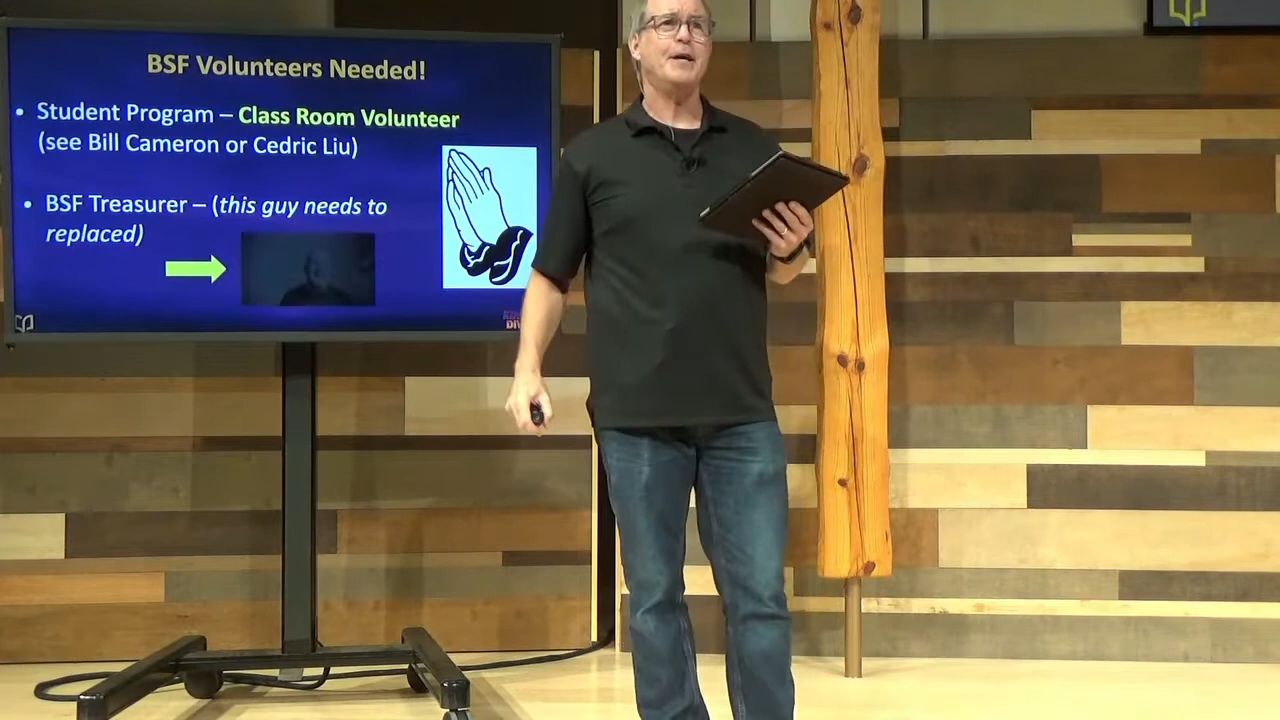 BSF Volunteers Needed!
• Student Program – Class Room Volunteer
(see Bill Cameron or Cedric Liu)
• BSF Treasurer – (this guy needs to
replaced)